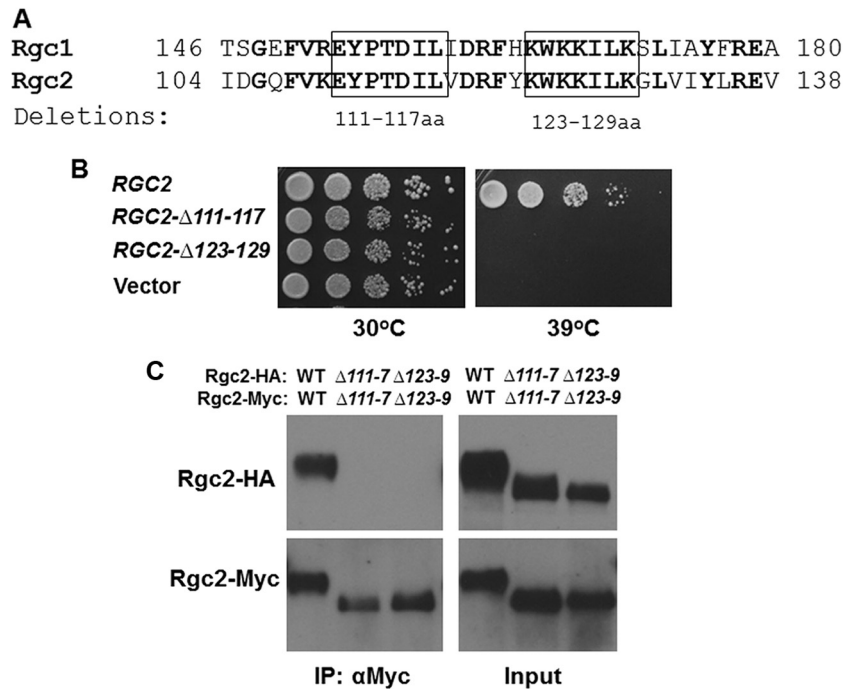 A
Rgc1 146 TSGEFVREYPTDILIDRFHKWKKILKSLIAYFREA 180
Rgc2 104 IDGQFVKEYPTDILVDRFYKWKKILKGLVIYLREV 138
Deletions: 111-117aa 123-129aa
B
RGC2
RGC2-Δ111-117
RGC2-Δ123-129
Vector
30°C 39°C
C
Rgc2-HA: WT Δ111-7 Δ123-9 WT Δ111-7 Δ123-9
Rgc2-Myc: WT Δ111-7 Δ123-9 WT Δ111-7 Δ123-9
Rgc2-HA
Rgc2-Myc
IP: αMyc Input